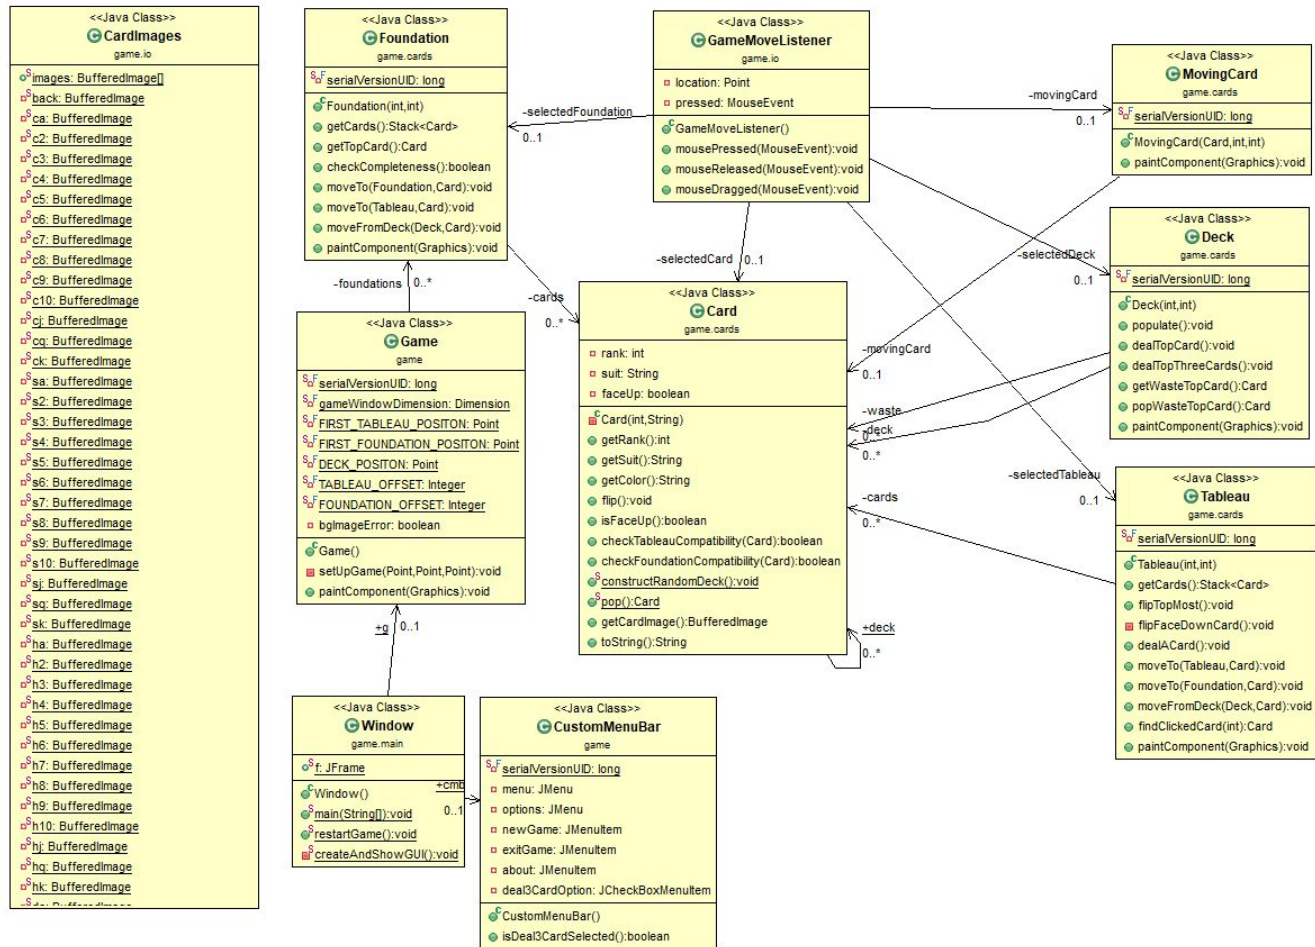 <<Java Class>>
CardImages
game.io
images: BufferedImage[]
back: BufferedImage
ca: BufferedImage
c2: BufferedImage
c3: BufferedImage
c4: BufferedImage
c5: BufferedImage
c6: BufferedImage
c7: BufferedImage
c8: BufferedImage
c9: BufferedImage
c10: BufferedImage
cj: BufferedImage
cq: BufferedImage
ck: BufferedImage
sa: BufferedImage
s2: BufferedImage
s3: BufferedImage
s4: BufferedImage
s5: BufferedImage
s6: BufferedImage
s7: BufferedImage
s8: BufferedImage
s9: BufferedImage
s10: BufferedImage
sj: BufferedImage
sq: BufferedImage
sk: BufferedImage
ha: BufferedImage
h2: BufferedImage
h3: BufferedImage
h4: BufferedImage
h5: BufferedImage
h6: BufferedImage
h7: BufferedImage
h8: BufferedImage
h9: BufferedImage
h10: BufferedImage
hj: BufferedImage
hq: BufferedImage
hk: BufferedImage
<<Java Class>>
Foundation
game.cards
serialVersionUID: long
Foundation(int,int)
getCards():Stack<Card>
getTopCard():Card
checkCompleteness():boolean
moveTo(Foundation,Card):void
moveTo(Tableau,Card):void
moveFromDeck(Deck,Card):void
paintComponent(Graphics):void
-selectedFoundation
0..1
<<Java Class>>
GameMoveListener
game.io
location: Point
pressed: MouseEvent
GameMoveListener()
mousePressed(MouseEvent):void
mouseReleased(MouseEvent):void
mouseDragged(MouseEvent):void
-movingCard
0..1
<<Java Class>>
MovingCard
game.cards
serialVersionUID: long
MovingCard(Card,int,int)
paintComponent(Graphics):void
-foundations
0..*
-cards
0..*
-selectedCard
0..1
-selectedDeck
0..1
<<Java Class>>
Deck
game.cards
serialVersionUID: long
Deck(int,int)
populate():void
dealTopCard():void
dealTopThreeCards():void
getWasteTopCard():Card
popWasteTopCard():Card
paintComponent(Graphics):void
<<Java Class>>
Game
game
serialVersionUID: long
gameWindowDimension: Dimension
FIRST_TABLEAU_POSITON: Point
FIRST_FOUNDATION_POSITON: Point
DECK_POSITON: Point
TABLEAU_OFFSET: Integer
FOUNDATION_OFFSET: Integer
bgImageError: boolean
Game()
setUpGame(Point,Point,Point):void
paintComponent(Graphics):void
<<Java Class>>
Card
game.cards
rank: int
suit: String
faceUp: boolean
Card(int,String)
getRank():int
getSuit():String
getColor():String
flip():void
isFaceUp():boolean
checkTableauCompatibility(Card):boolean
checkFoundationCompatibility(Card):boolean
constructRandomDeck():void
pop():Card
getCardImage():BufferedImage
toString():String
-movingCard
0..1
-waste
0..*
-deck
0..*
-cards
0..*
+deck
0..*
-selectedTableau
0..1
<<Java Class>>
Tableau
game.cards
serialVersionUID: long
Tableau(int,int)
getCards():Stack<Card>
flipTopMost():void
flipFaceDownCard():void
dealACard():void
moveTo(Tableau,Card):void
moveTo(Foundation,Card):void
moveFromDeck(Deck,Card):void
findClickedCard(int):Card
paintComponent(Graphics):void
+g
0..1
<<Java Class>>
Window
game.main
f: JFrame
Window()
main(String[]):void
restartGame():void
createAndShowGUI():void
+cmb
0..1
<<Java Class>>
CustomMenuBar
game
serialVersionUID: long
menu: JMenu
options: JMenu
newGame: JMenuItem
exitGame: JMenuItem
about: JMenuItem
deal3CardOption: JCheckBoxMenuItem
CustomMenuBar()
isDeal3CardSelected():boolean